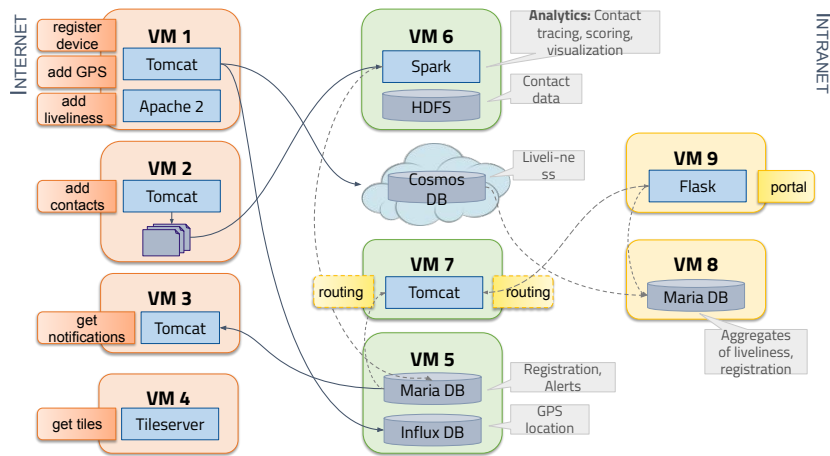 INTERNET
register
device
add GPS
add
liveliness
VM 1
Tomcat
Apache 2
add
contacts
VM 2
Tomcat
get
notifications
VM 3
Tomcat
get tiles
VM 4
Tileserver
VM 6
Spark
HDFS
Analytics: Contact
tracing, scoring,
visualization
Contact
data
Cosmos
DB
Liveli-ne
ss
routing
VM 7
Tomcat
routing
VM 5
Maria DB
Influx DB
Registration,
Alerts
GPS
location
INTRANET
VM 9
Flask
portal
VM 8
Maria DB
Aggregates
of liveliness,
registration